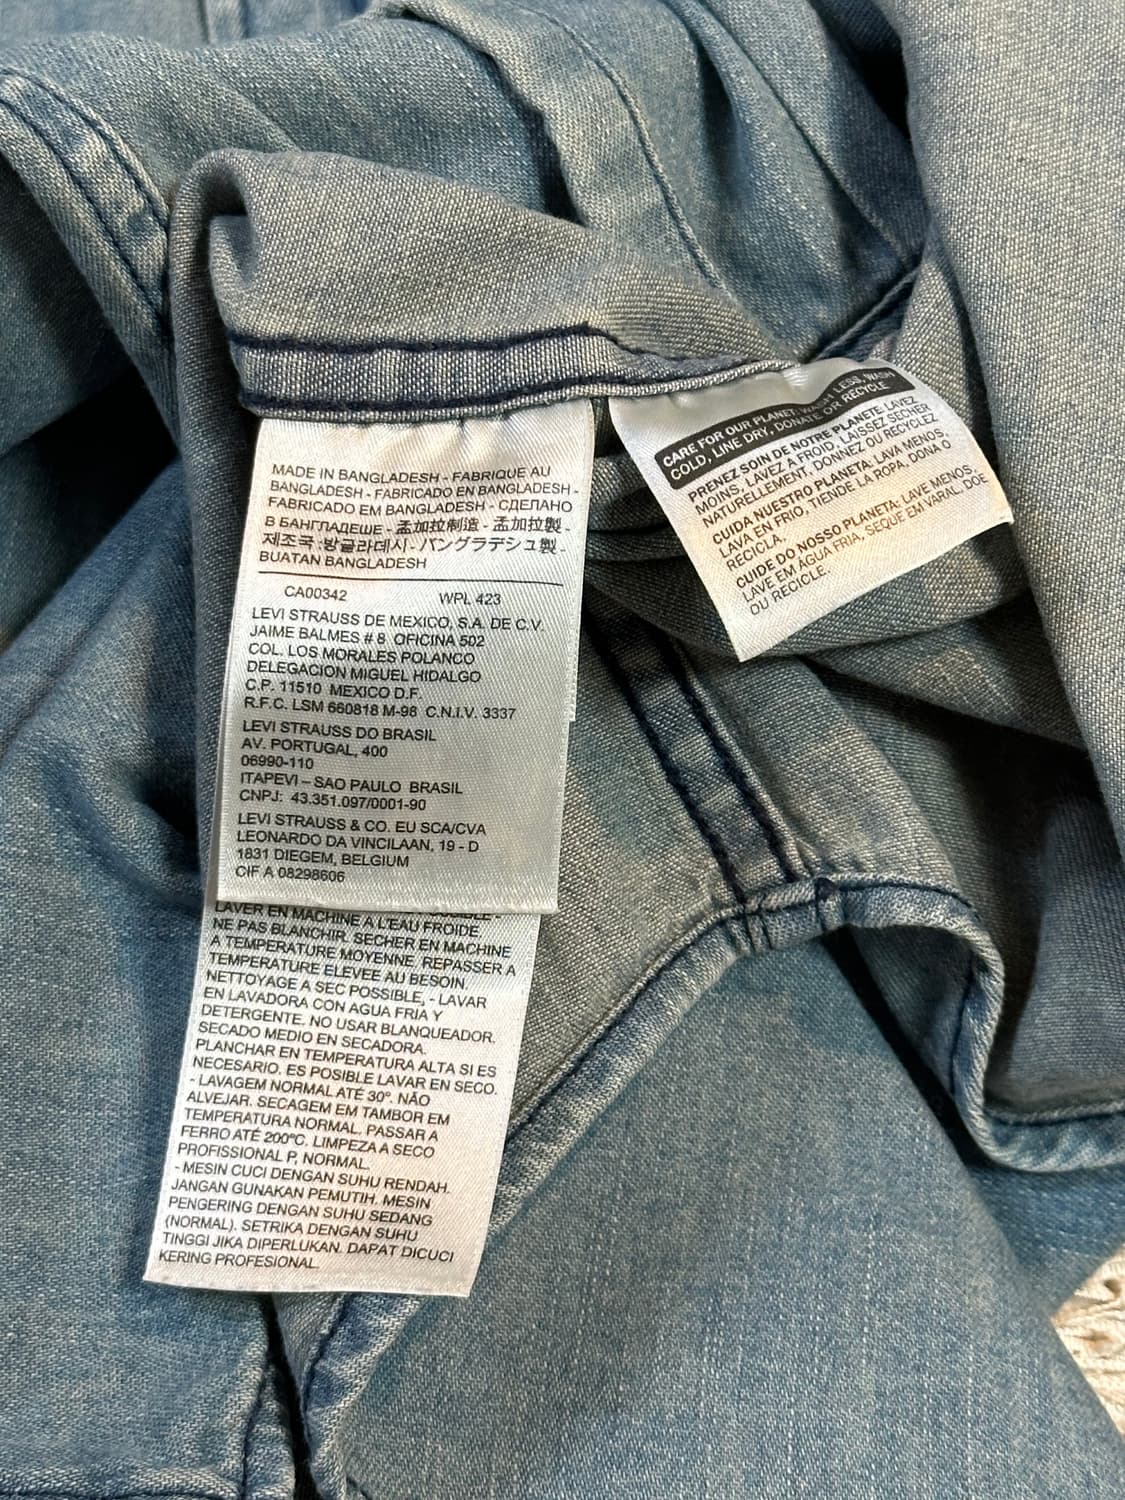 MADE IN BANGLADESH - FABRIQUE AU
BANGLADESH - FABRICADO EN BANGLADESH -
FABRICADO EM BANGLADESH - СДЕЛАНО
В БАНГЛАДЕШЕ - 孟加拉制造 - 孟加拉製 -
제조국 :방글라데시 - バングラデシュ製 -
BUATAN BANGLADESH
CA00342 WPL 423
LEVI STRAUSS DE MEXICO, S.A. DE C.V.
JAIME BALMES # 8 OFICINA 502
COL. LOS MORALES POLANCO
DELEGACION MIGUEL HIDALGO
C.P. 11510 MEXICO D.F.
R.F.C. LSM 660818 M-98 C.N.I.V. 3337
LEVI STRAUSS DO BRASIL
AV. PORTUGAL, 400
06990-110
ITAPEVI – SAO PAULO BRASIL
CNPJ: 43.351.097/0001-90
LEVI STRAUSS & CO. EU SCA/CVA
LEONARDO DA VINCILAAN, 19 - D
1831 DIEGEM, BELGIUM
CIF A 08298606
LAVER EN MACHINE A L'EAU FROIDE
NE PAS BLANCHIR. SECHER EN MACHINE
A TEMPERATURE MOYENNE. REPASSER A
TEMPERATURE ELEVEE AU BESOIN.
NETTOYAGE A SEC POSSIBLE, - LAVAR
EN LAVADORA CON AGUA FRIA Y
DETERGENTE. NO USAR BLANQUEADOR.
SECADO MEDIO EN SECADORA.
PLANCHAR EN TEMPERATURA ALTA SI ES
NECESARIO. ES POSIBLE LAVAR EN SECO.
- LAVAGEM NORMAL ATÉ 30º. NÃO
ALVEJAR. SECAGEM EM TAMBOR EM
TEMPERATURA NORMAL. PASSAR A
FERRO ATÉ 200ºC. LIMPEZA A SECO
PROFISSIONAL P, NORMAL.
- MESIN CUCI DENGAN SUHU RENDAH.
JANGAN GUNAKAN PEMUTIH. MESIN
PENGERING DENGAN SUHU SEDANG
(NORMAL). SETRIKA DENGAN SUHU
TINGGI JIKA DIPERLUKAN. DAPAT DICUCI
KERING PROFESIONAL.
CARE FOR OUR PLANET: WASH LESS, WASH
COLD, LINE DRY, DONATE OR RECYCLE
PRENEZ SOIN DE NOTRE PLANÈTE: LAVEZ
MOINS, LAVEZ À FROID, LAISSEZ SÉCHER
NATURELLEMENT, DONNEZ OU RECYCLEZ
CUIDA NUESTRO PLANETA: LAVA MENOS,
LAVA EN FRIO, TIENDE LA ROPA, DONA O
RECICLA.
CUIDE DO NOSSO PLANETA: LAVE MENOS,
LAVE EM ÁGUA FRIA, SEQUE EM VARAL, DOE
OU RECICLE.